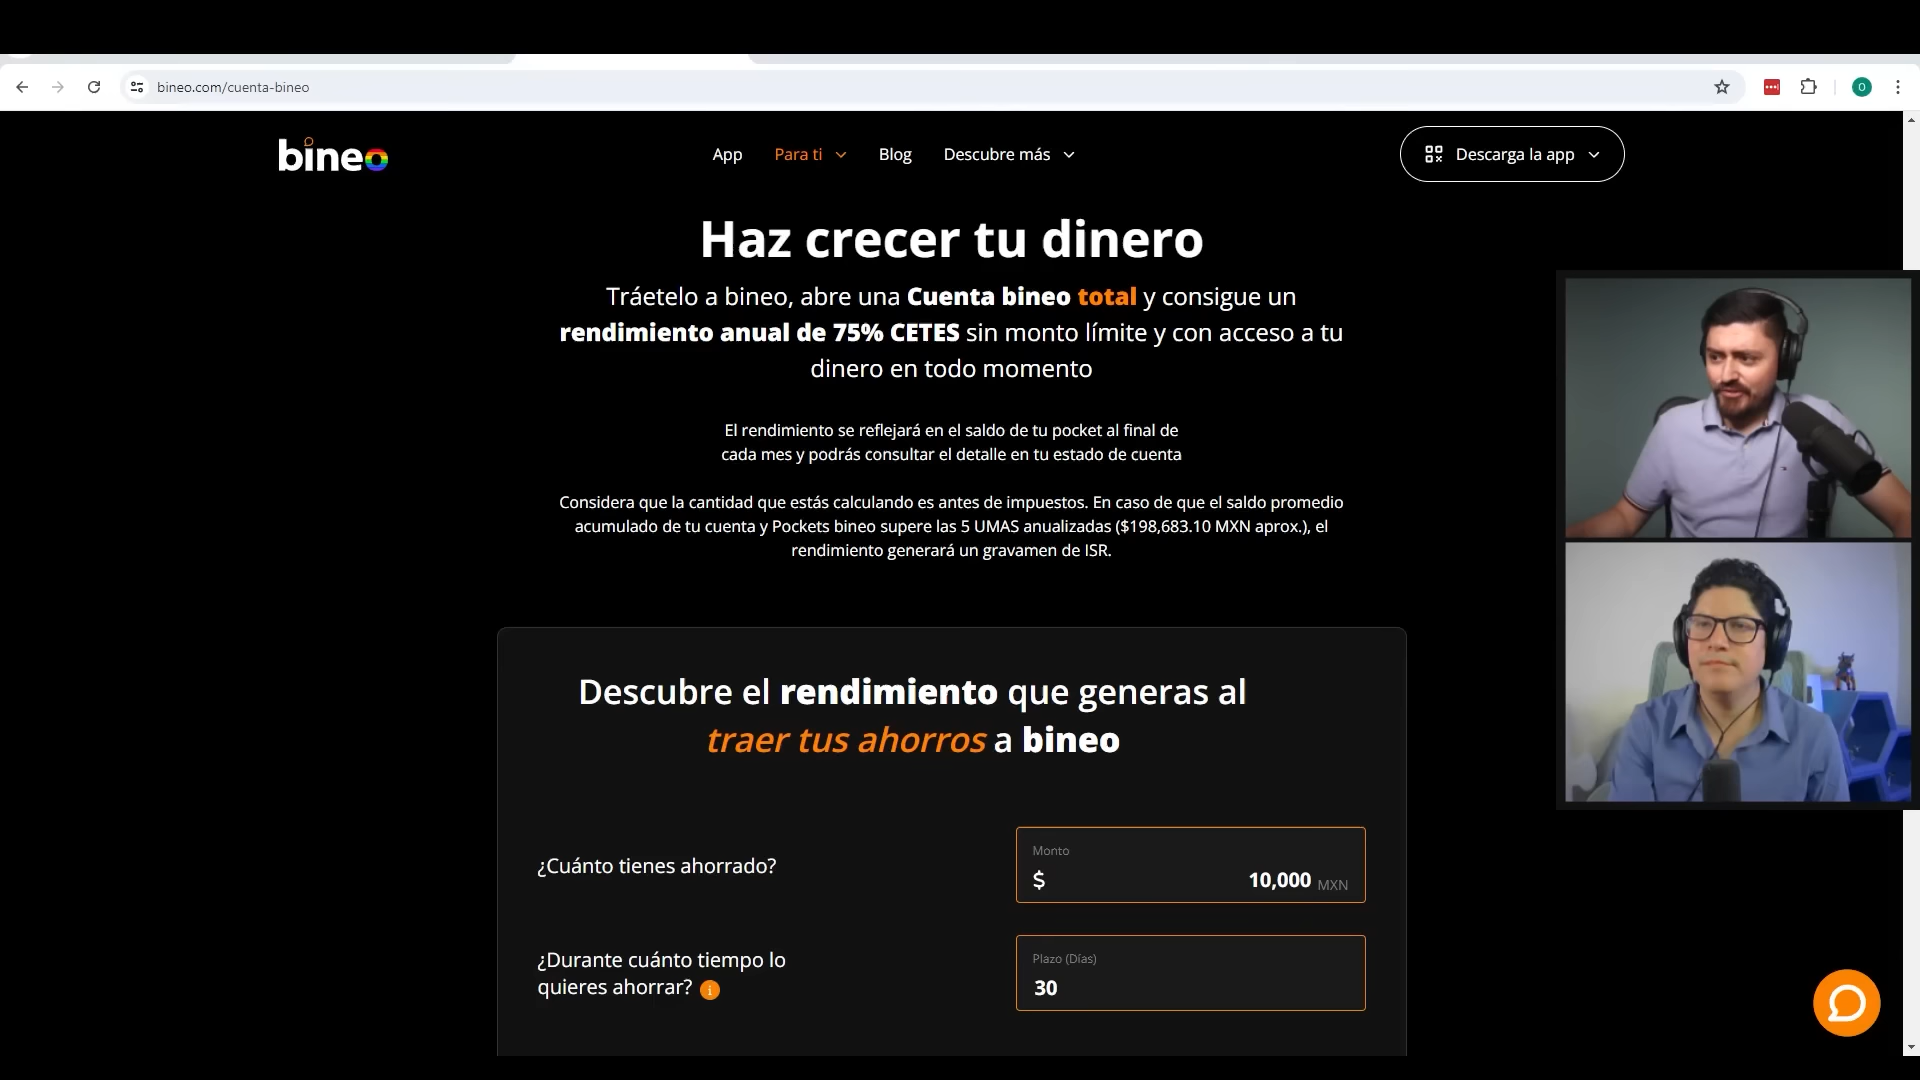 bineo.com/cuenta-bineo
O
bineo
App
Para ti
Blog
Descubre más
Descarga la app
Haz crecer tu dinero
Tráetelo a bineo, abre una Cuenta bineo total y consigue un
rendimiento anual de 75% CETES sin monto límite y con acceso a tu
dinero en todo momento
El rendimiento se reflejará en el saldo de tu pocket al final de
cada mes y podrás consultar el detalle en tu estado de cuenta
Considera que la cantidad que estás calculando es antes de impuestos. En caso de que el saldo promedio
acumulado de tu cuenta y Pockets bineo supere las 5 UMAS anualizadas ($198,683.10 MXN aprox.), el
rendimiento generará un gravamen de ISR.
Descubre el rendimiento que generas al
traer tus ahorros a bineo
¿Cuánto tienes ahorrado?
Monto
$ 10,000 MXN
¿Durante cuánto tiempo lo
quieres ahorrar? i
Plazo (Días)
30